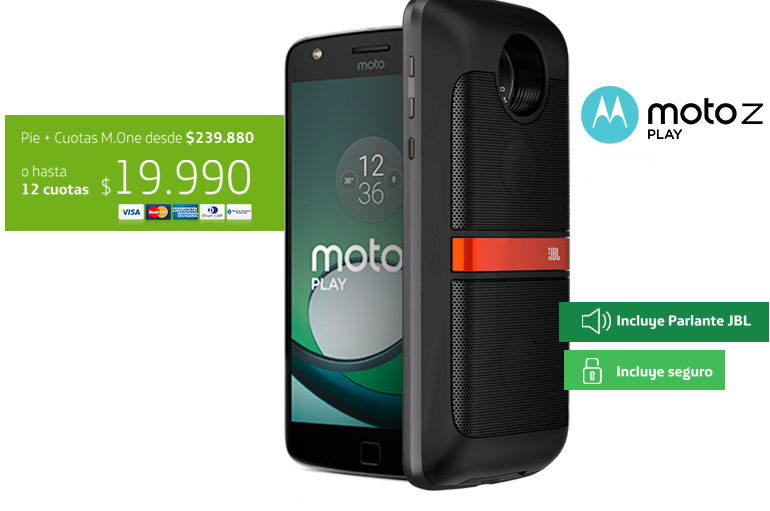 Pie + Cuotas M.One desde $239.880
o hasta
12 cuotas $19.990
VISA
MasterCard
moto
12
36
moto
PLAY
JBL
moto z
PLAY
Incluye Parlante JBL
Incluye seguro